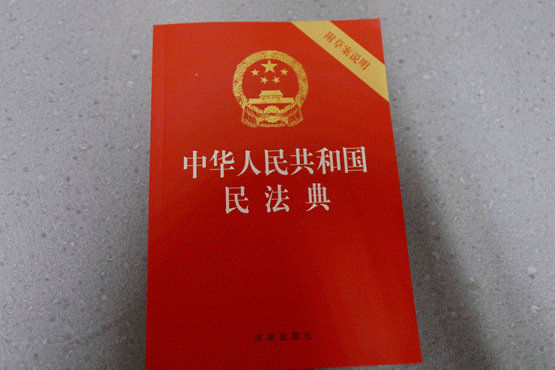 附草案说明
中华人民共和国
民法典
法律出版社